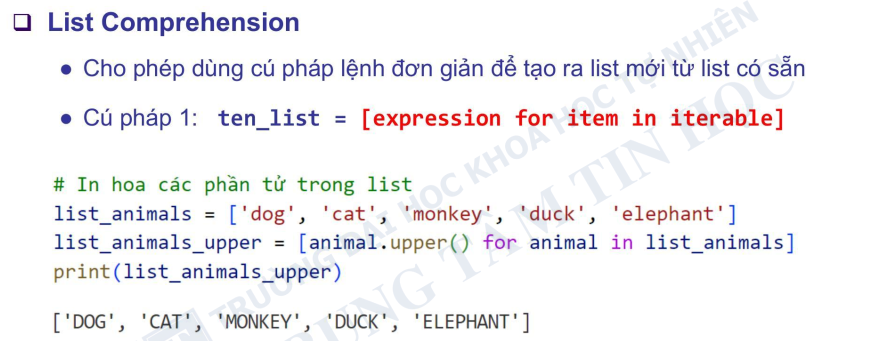 List Comprehension
● Cho phép dùng cú pháp lệnh đơn giản để tạo ra list mới từ list có sẵn
● Cú pháp 1: ten_list = [expression for item in iterable]
# In hoa các phần tử trong list
list_animals = ['dog', 'cat', 'monkey', 'duck', 'elephant']
list_animals_upper = [animal.upper() for animal in list_animals]
print(list_animals_upper)
['DOG', 'CAT', 'MONKEY', 'DUCK', 'ELEPHANT']
TRƯỜNG ĐẠI HỌC KHOA HỌC TỰ NHIÊN
TRUNG TÂM TIN HỌC